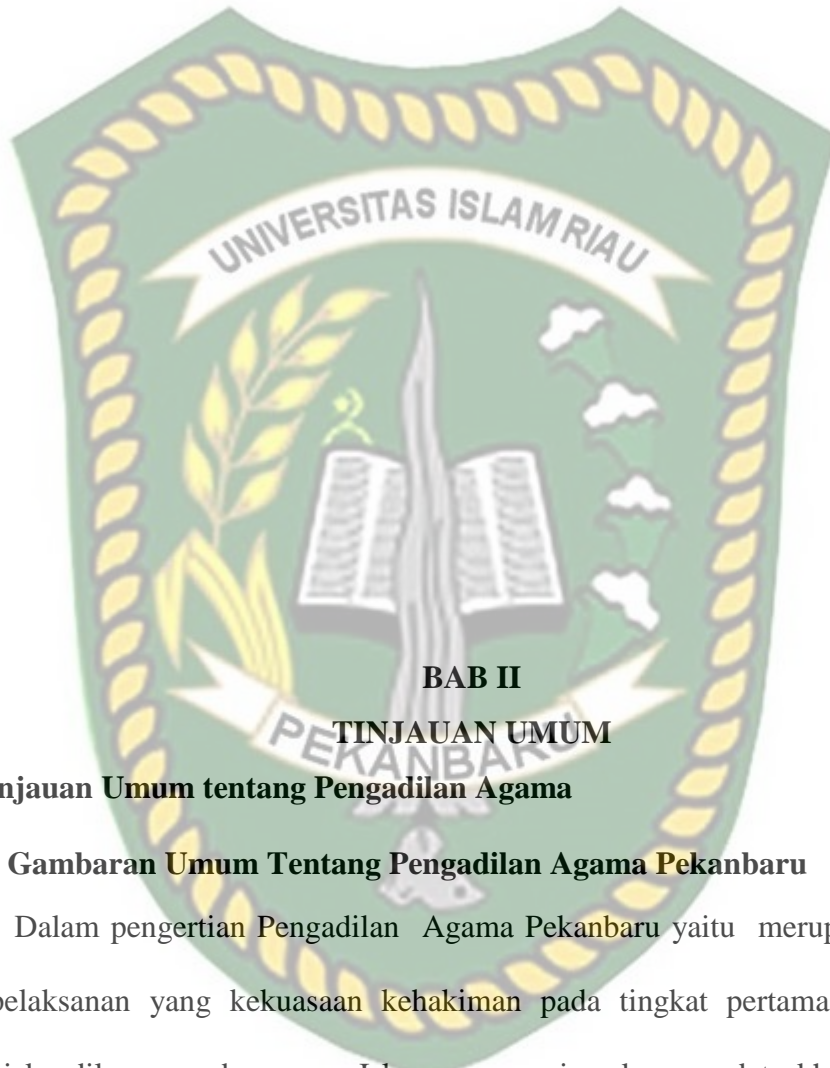 UNIVERSITAS ISLAM RIAU
BAB II
TINJAUAN UMUM
PEKANBARU
njauan Umum tentang Pengadilan Agama
Gambaran Umum Tentang Pengadilan Agama Pekanbaru
Dalam pengertian Pengadilan Agama Pekanbaru yaitu merup
pelaksanan yang kekuasaan kehakiman pada tingkat pertama